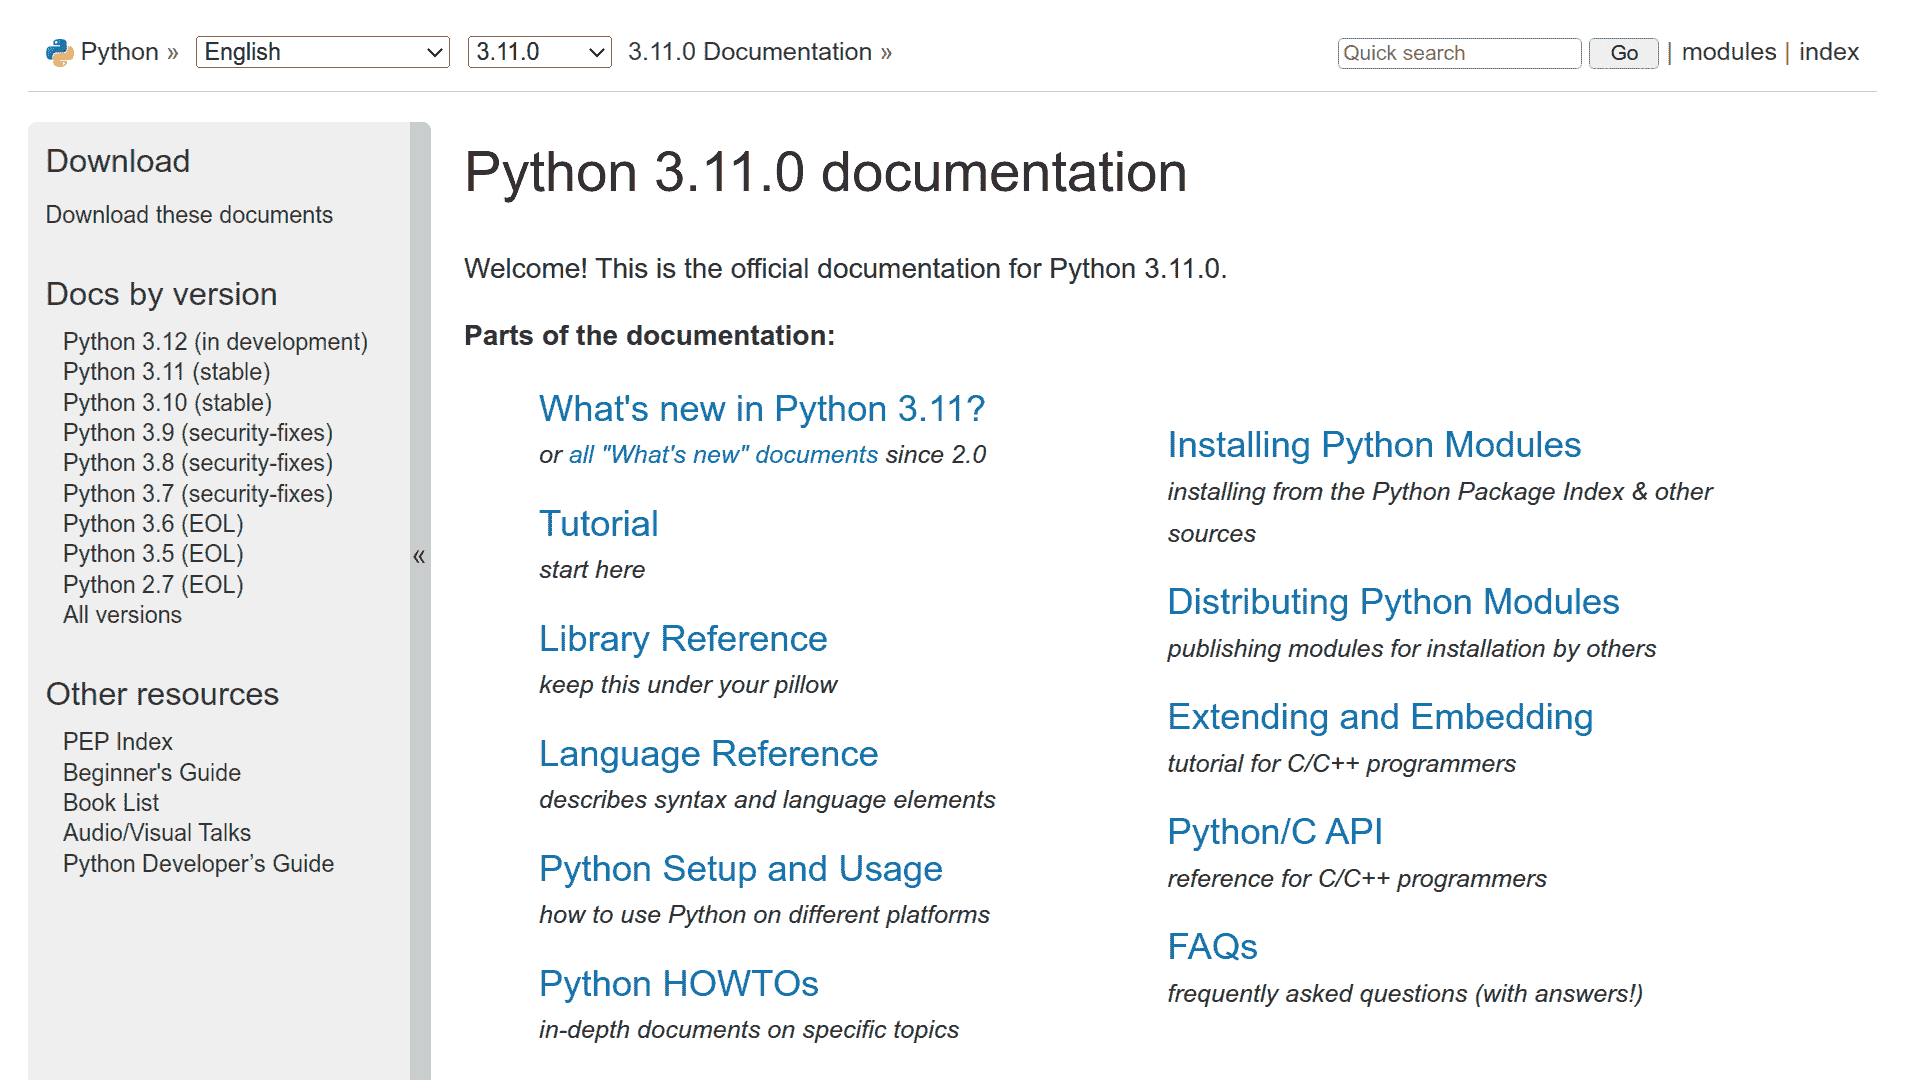 Python » English 3.11.0 3.11.0 Documentation » Quick search Go | modules | index
Download
Download these documents
Docs by version
Python 3.12 (in development)
Python 3.11 (stable)
Python 3.10 (stable)
Python 3.9 (security-fixes)
Python 3.8 (security-fixes)
Python 3.7 (security-fixes)
Python 3.6 (EOL)
Python 3.5 (EOL)
Python 2.7 (EOL)
All versions
Other resources
PEP Index
Beginner's Guide
Book List
Audio/Visual Talks
Python Developer’s Guide
«
Python 3.11.0 documentation
Welcome! This is the official documentation for Python 3.11.0.
Parts of the documentation:
What's new in Python 3.11?
or all "What's new" documents since 2.0
Tutorial
start here
Library Reference
keep this under your pillow
Language Reference
describes syntax and language elements
Python Setup and Usage
how to use Python on different platforms
Python HOWTOs
in-depth documents on specific topics
Installing Python Modules
installing from the Python Package Index & other
sources
Distributing Python Modules
publishing modules for installation by others
Extending and Embedding
tutorial for C/C++ programmers
Python/C API
reference for C/C++ programmers
FAQs
frequently asked questions (with answers!)